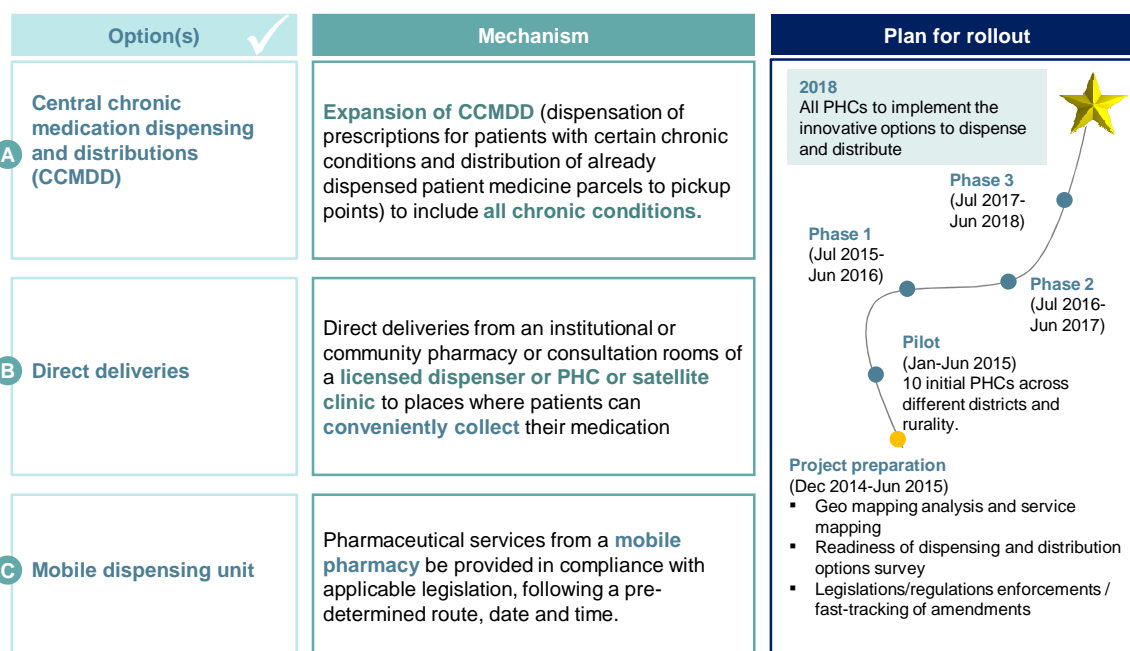 Option(s)
Mechanism
Plan for rollout
A
Central chronic
medication dispensing
and distributions
(CCMDD)
Expansion of CCMDD (dispensation of
prescriptions for patients with certain chronic
conditions and distribution of already
dispensed patient medicine parcels to pickup
points) to include all chronic conditions.
B
Direct deliveries
Direct deliveries from an institutional or
community pharmacy or consultation rooms of
a licensed dispenser or PHC or satellite
clinic to places where patients can
conveniently collect their medication
C
Mobile dispensing unit
Pharmaceutical services from a mobile
pharmacy be provided in compliance with
applicable legislation, following a pre-
determined route, date and time.
2018
All PHCs to implement the
innovative options to dispense
and distribute
Phase 3
(Jul 2017-
Jun 2018)
Phase 1
(Jul 2015-
Jun 2016)
Phase 2
(Jul 2016-
Jun 2017)
Pilot
(Jan-Jun 2015)
10 initial PHCs across
different districts and
rurality.
Project preparation
(Dec 2014-Jun 2015)
▪ Geo mapping analysis and service
mapping
▪ Readiness of dispensing and distribution
options survey
▪ Legislations/regulations enforcements /
fast-tracking of amendments